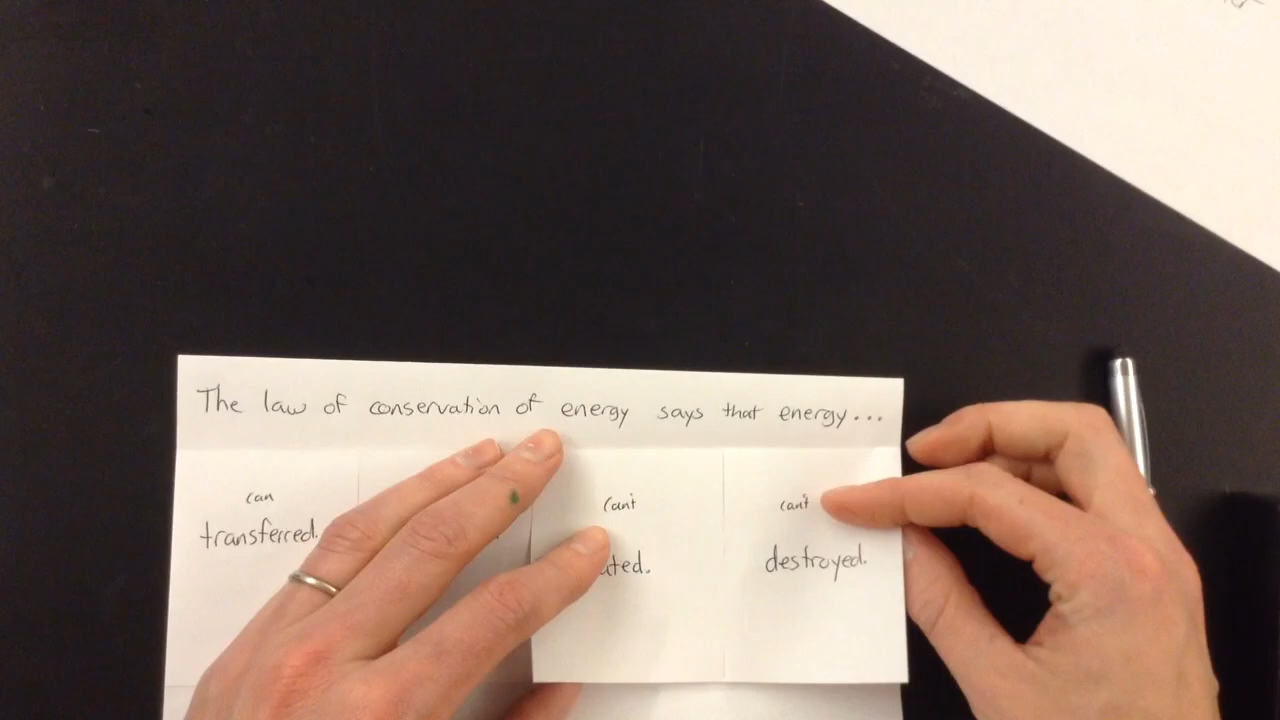 The law of conservation of energy says that energy...
can can't can't
transferred. ated. destroyed.